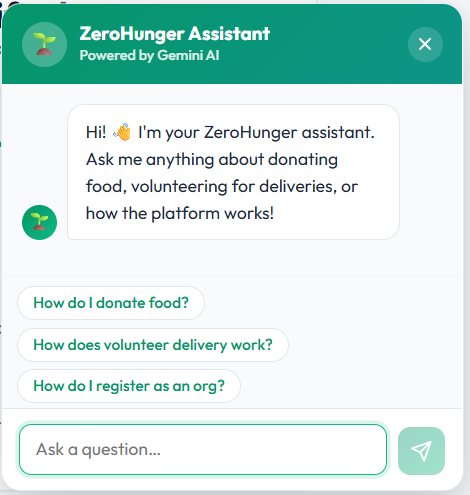 ZeroHunger Assistant
Powered by Gemini AI
Hi! 👋 I'm your ZeroHunger assistant.
Ask me anything about donating
food, volunteering for deliveries, or
how the platform works!
How do I donate food?
How does volunteer delivery work?
How do I register as an org?
Ask a question...